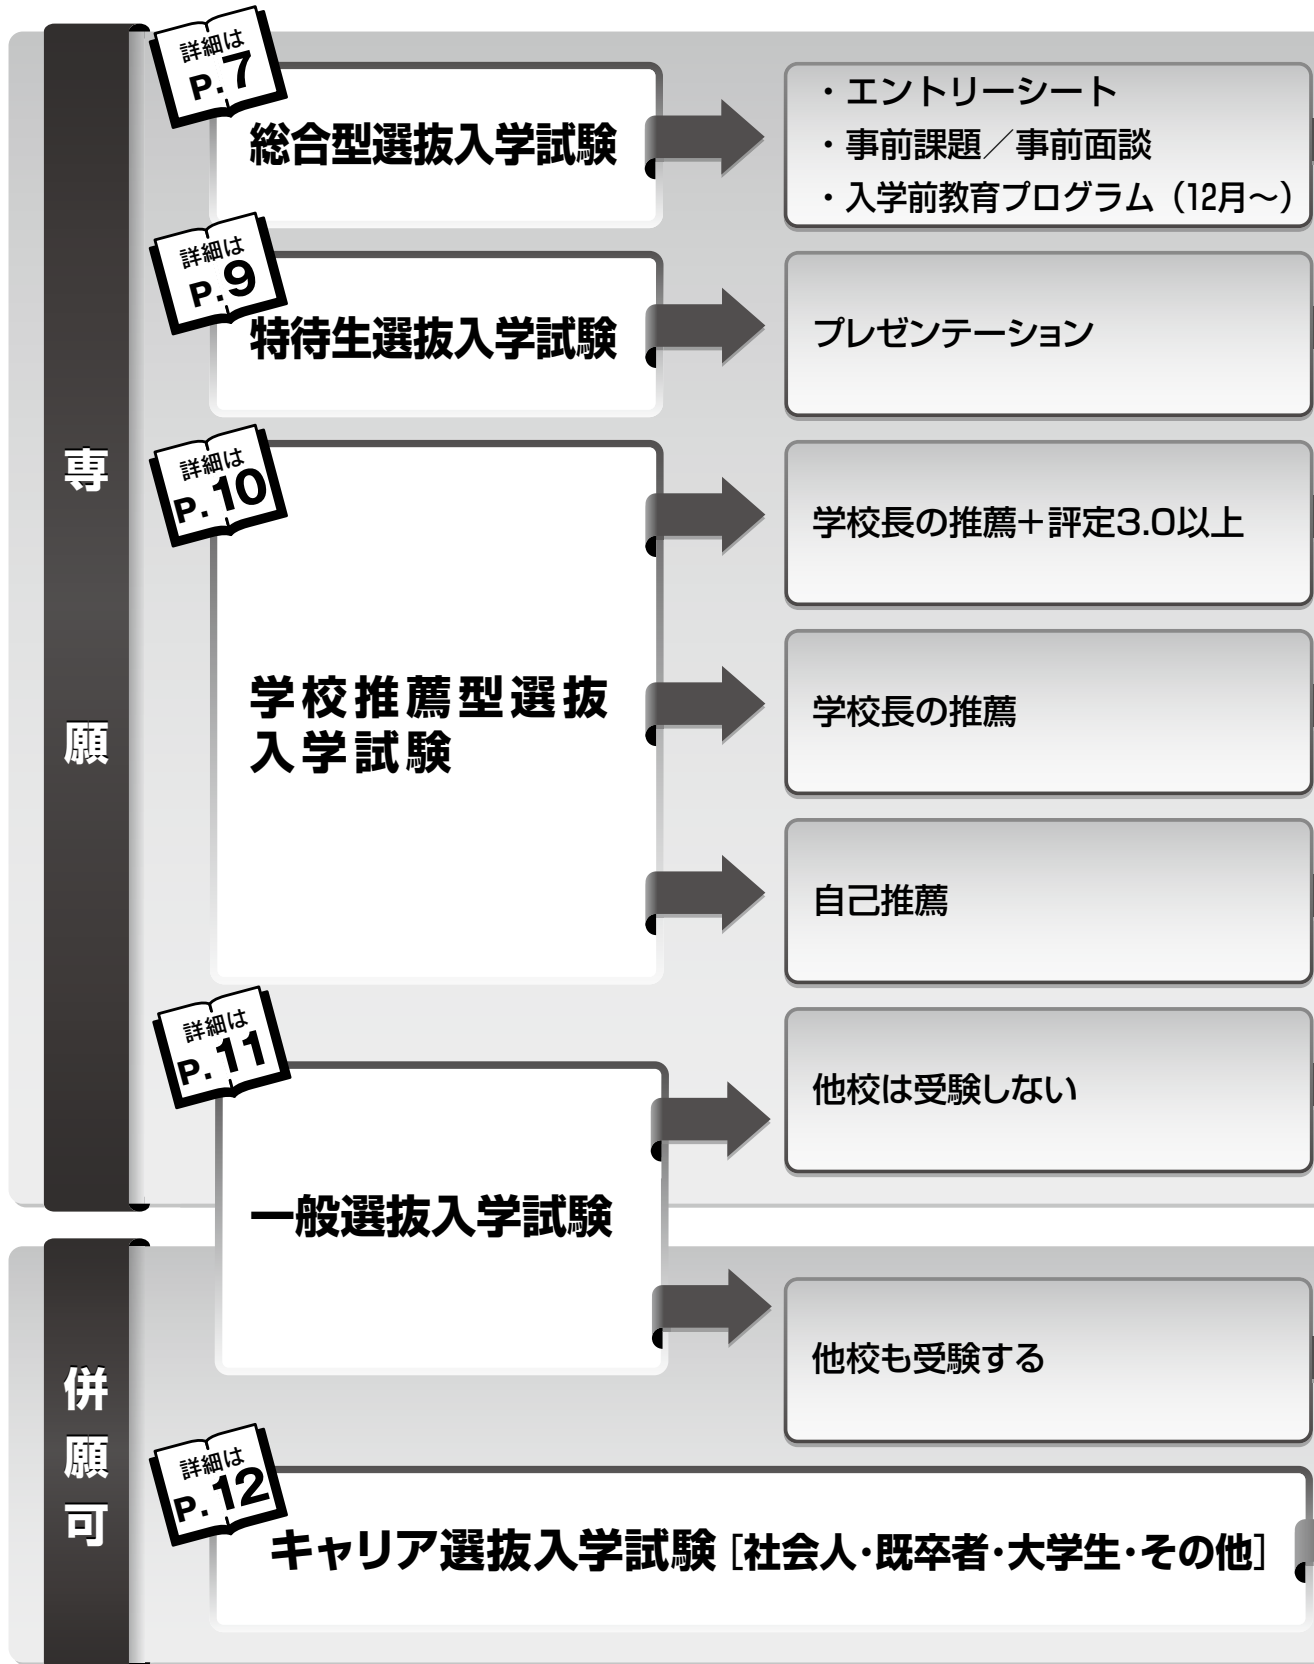 専願
詳細は
P.7
総合型選抜入学試験
・エントリーシート
・事前課題／事前面談
・入学前教育プログラム（12月～）
詳細は
P.9
特待生選抜入学試験
プレゼンテーション
詳細は
P.10
学校推薦型選抜
入学試験
学校長の推薦＋評定3.0以上
学校長の推薦
自己推薦
詳細は
P.11
一般選抜入学試験
他校は受験しない
併願可
他校も受験する
詳細は
P.12
キャリア選抜入学試験［社会人・既卒者・大学生・その他］